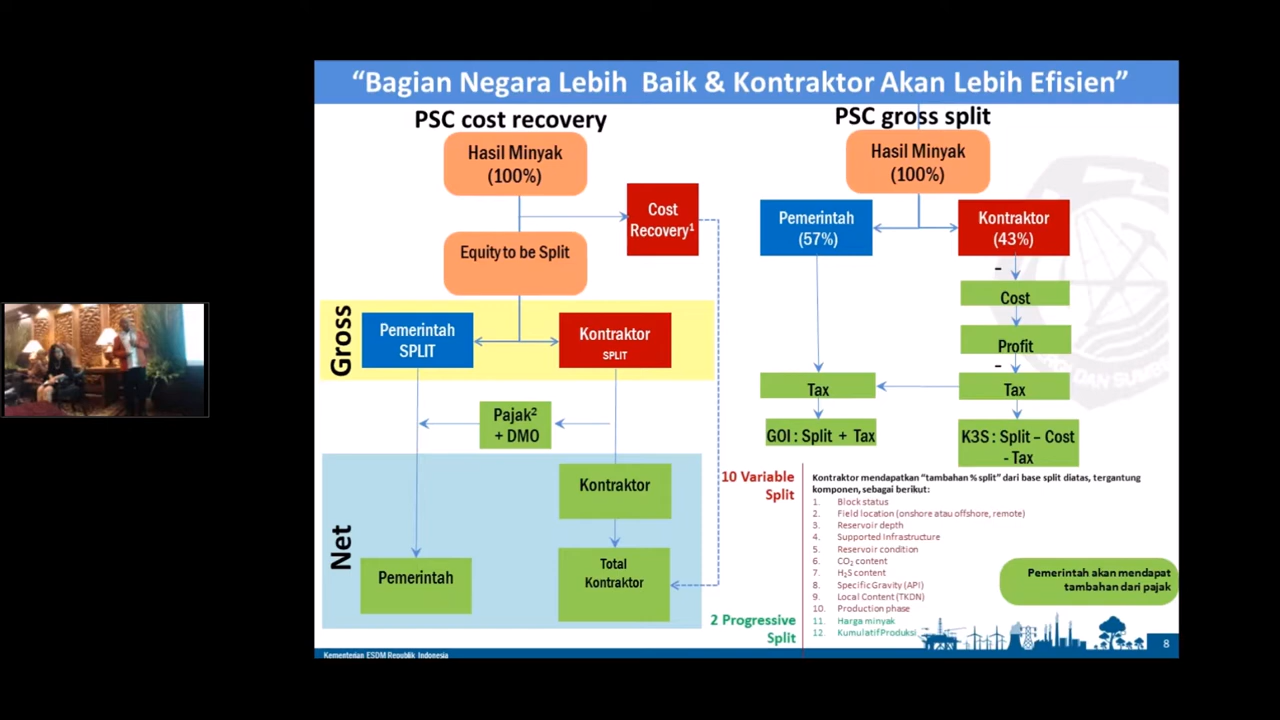 “Bagian Negara Lebih Baik & Kontraktor Akan Lebih Efisien”
PSC cost recovery
Hasil Minyak
(100%)
Cost
Recovery¹
Equity to be Split
Gross
Pemerintah
SPLIT
Kontraktor
SPLIT
Pajak²
+ DMO
Net
Kontraktor
Pemerintah
Total
Kontraktor
PSC gross split
Hasil Minyak
(100%)
Pemerintah
(57%)
Kontraktor
(43%)
–
Cost
Profit
–
Tax
Tax
GOI : Split + Tax
K3S : Split – Cost
- Tax
10 Variable
Split
Kontraktor mendapatkan “tambahan % split” dari base split diatas, tergantung
komponen, sebagai berikut:
1. Block status
2. Field location (onshore atau offshore, remote)
3. Reservoir depth
4. Supported Infrastructure
5. Reservoir condition
6. CO₂ content
7. H₂S content
8. Specific Gravity (API)
9. Local Content (TKDN)
10. Production phase
2 Progressive
Split
11. Harga minyak
12. Kumulatif Produksi
Pemerintah akan mendapat
tambahan dari pajak
DAN SUMB
Kementerian ESDM Republik Indonesia
8